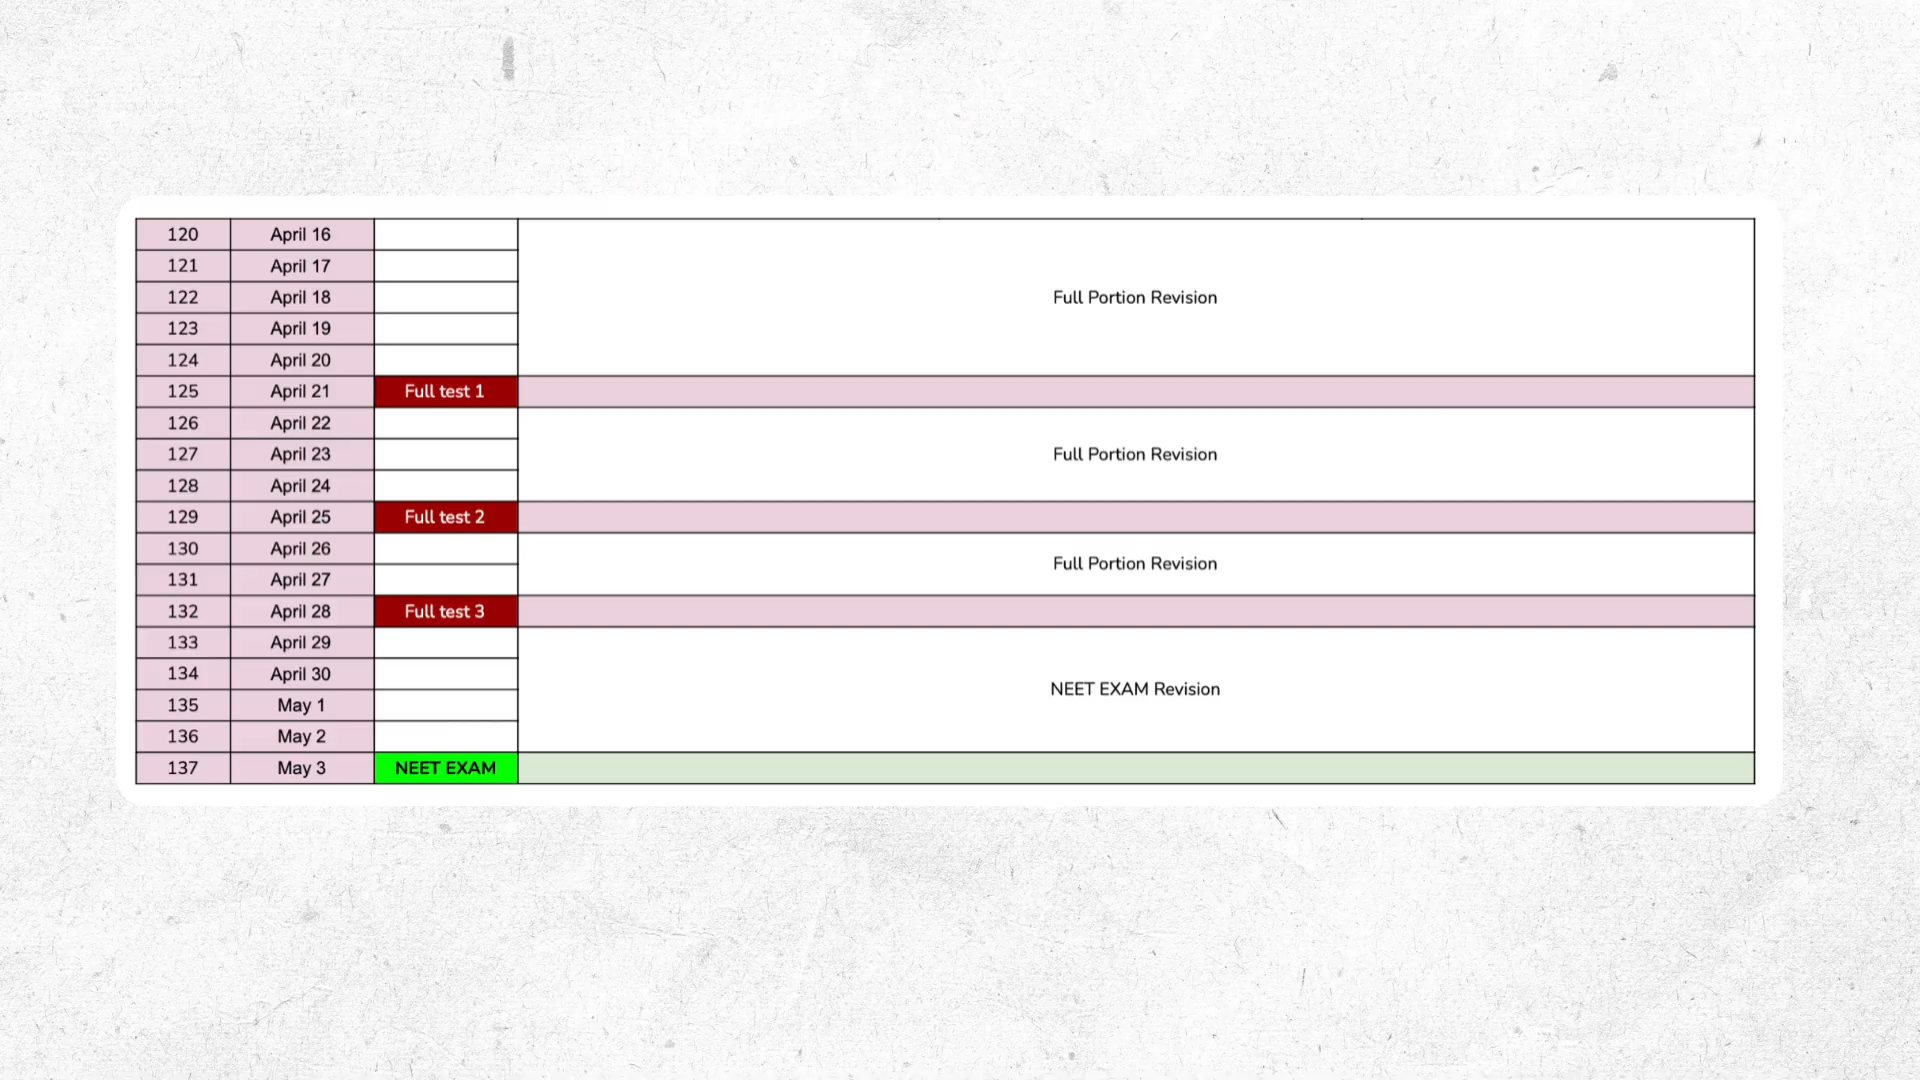 120 April 16
121 April 17
122 April 18 Full Portion Revision
123 April 19
124 April 20
125 April 21 Full test 1
126 April 22
127 April 23 Full Portion Revision
128 April 24
129 April 25 Full test 2
130 April 26
Full Portion Revision
131 April 27
132 April 28 Full test 3
133 April 29
134 April 30
NEET EXAM Revision
135 May 1
136 May 2
137 May 3 NEET EXAM